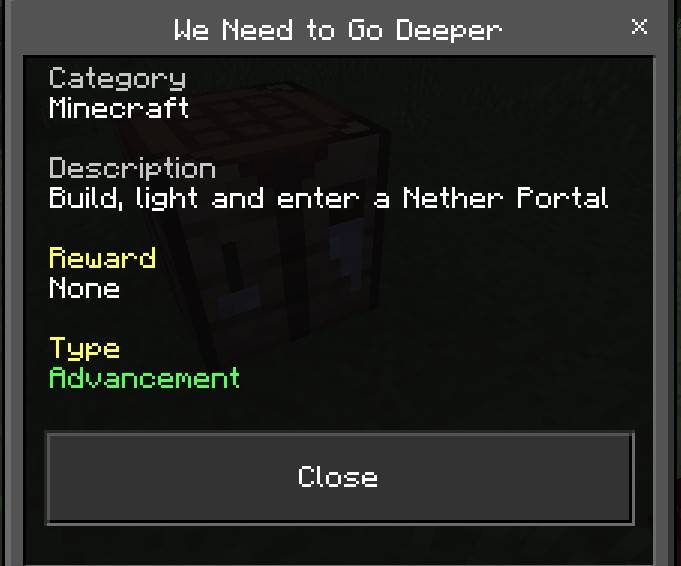 We Need to Go Deeper
Category
Minecraft
Description
Build, light and enter a Nether Portal
Reward
None
Type
Advancement
Close